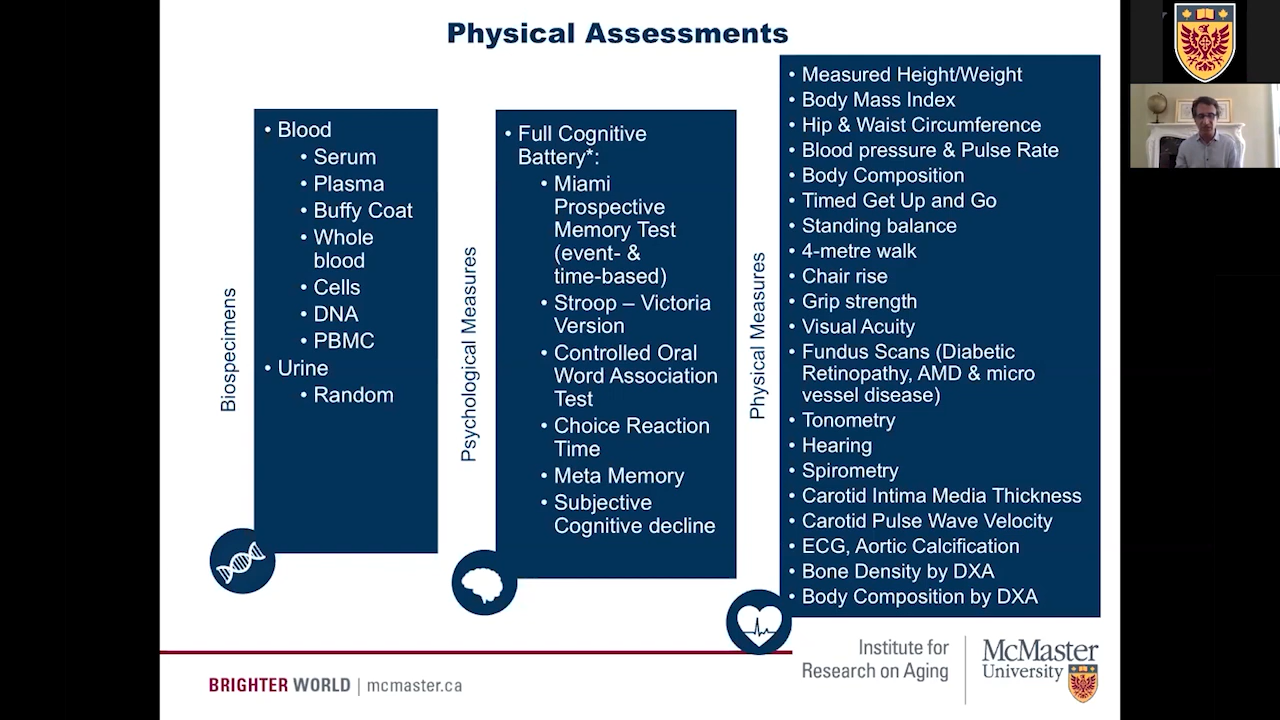 Physical Assessments
Biospecimens
• Blood
• Serum
• Plasma
• Buffy Coat
• Whole
blood
• Cells
• DNA
• PBMC
• Urine
• Random
Psychological Measures
• Full Cognitive
Battery*:
• Miami
Prospective
Memory Test
(event- &
time-based)
• Stroop – Victoria
Version
• Controlled Oral
Word Association
Test
• Choice Reaction
Time
• Meta Memory
• Subjective
Cognitive decline
Physical Measures
• Measured Height/Weight
• Body Mass Index
• Hip & Waist Circumference
• Blood pressure & Pulse Rate
• Body Composition
• Timed Get Up and Go
• Standing balance
• 4-metre walk
• Chair rise
• Grip strength
• Visual Acuity
• Fundus Scans (Diabetic
Retinopathy, AMD & micro
vessel disease)
• Tonometry
• Hearing
• Spirometry
• Carotid Intima Media Thickness
• Carotid Pulse Wave Velocity
• ECG, Aortic Calcification
• Bone Density by DXA
• Body Composition by DXA
BRIGHTER WORLD | mcmaster.ca
Institute for
Research on Aging
McMaster
University